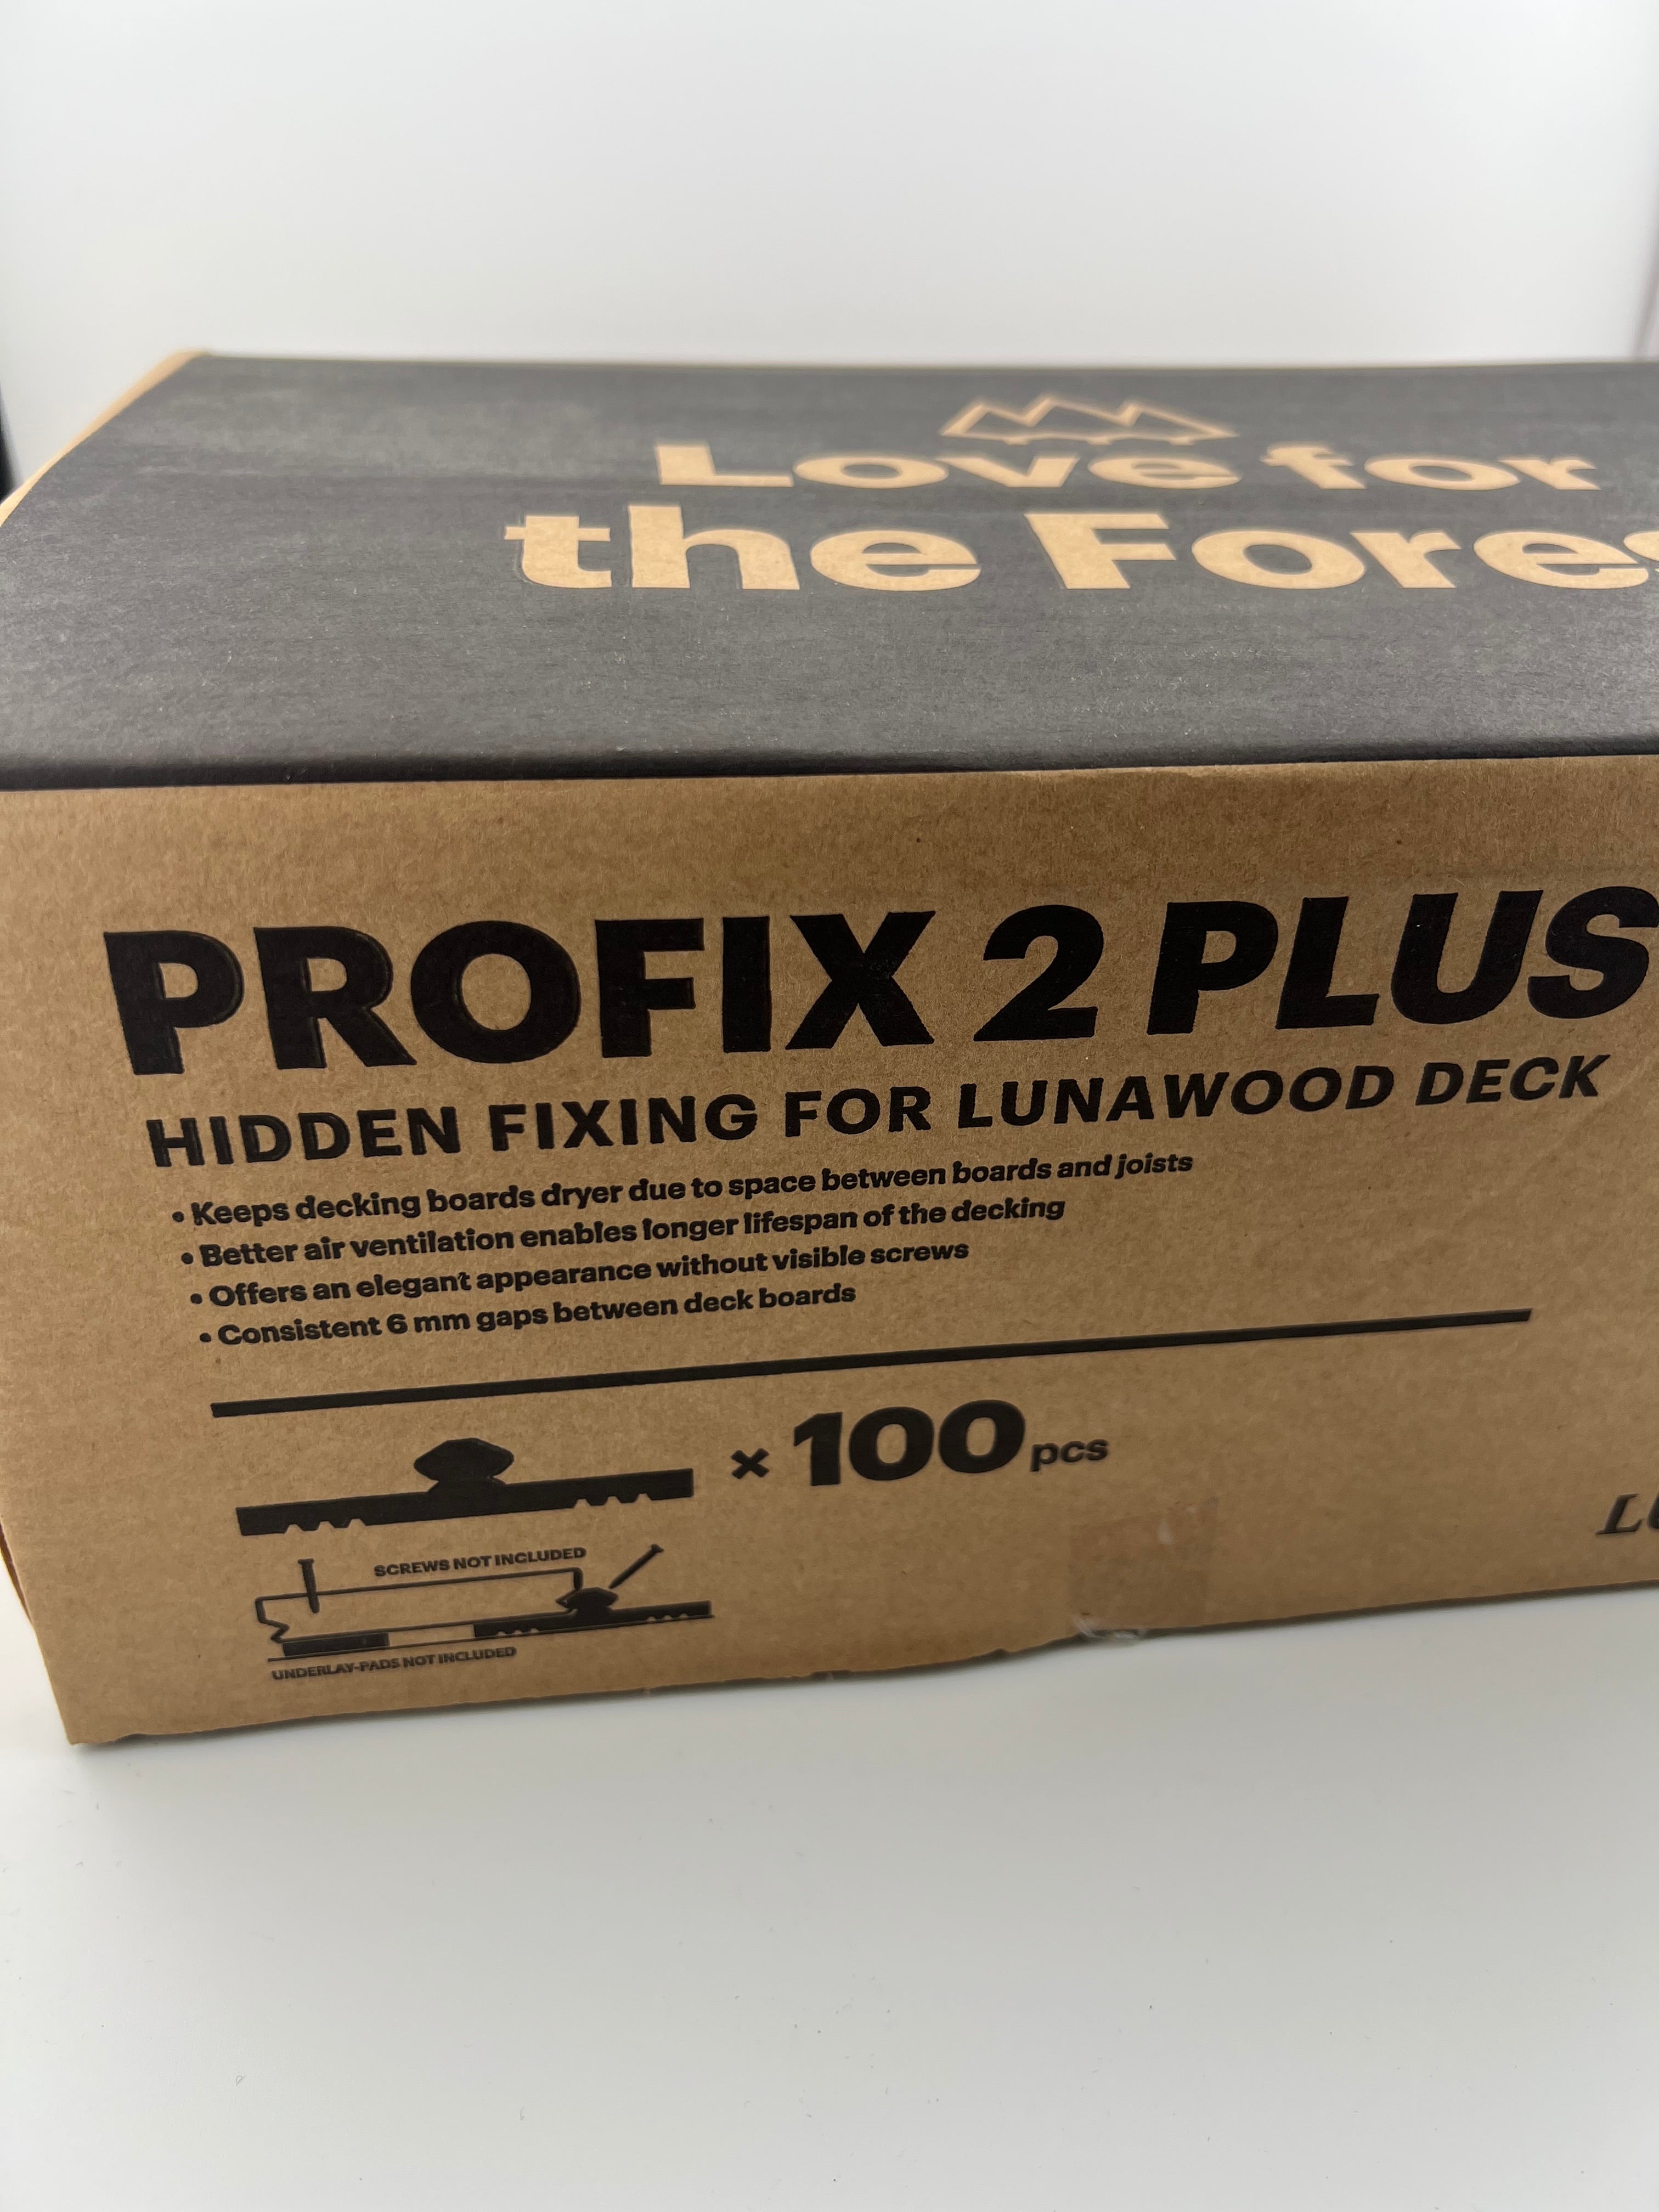 Love for
the Fores
PROFIX 2 PLUS
HIDDEN FIXING FOR LUNAWOOD DECK
• Keeps decking boards dryer due to space between boards and joists
• Better air ventilation enables longer lifespan of the decking
• Offers an elegant appearance without visible screws
• Consistent 6 mm gaps between deck boards
× 100 pcs
SCREWS NOT INCLUDED
UNDERLAY-PADS NOT INCLUDED